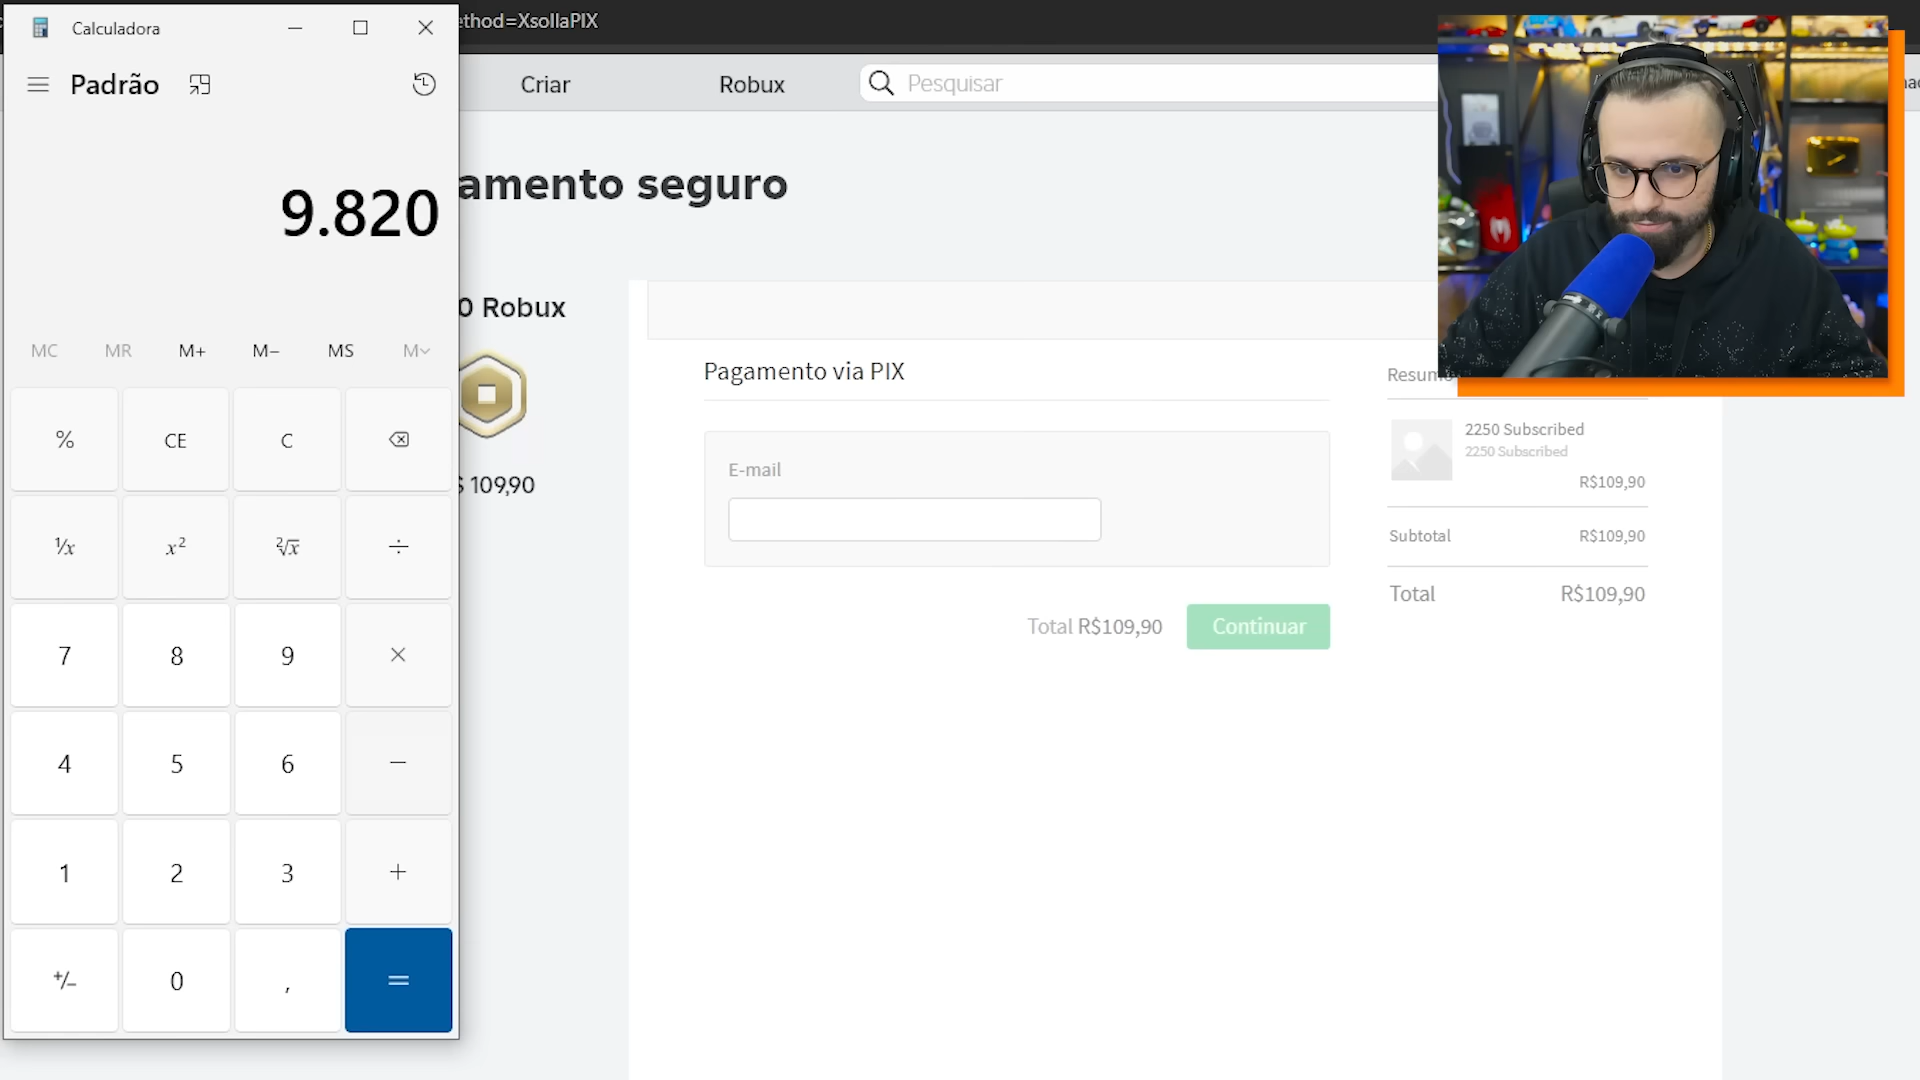 Calculadora
ethod=XsollaPIX
Padrão
Criar
Robux
Pesquisar
9.820
amento seguro
0 Robux
MC MR M+ M− MS M
Pagamento via PIX
Resumo
% CE C
$ 109,90
E-mail
2250 Subscribed
2250 Subscribed
R$109,90
Subtotal R$109,90
Total R$109,90
Total R$109,90
Continuar
1/x x² ²√x ÷
7 8 9 ×
4 5 6 −
1 2 3 +
+/− 0 , =